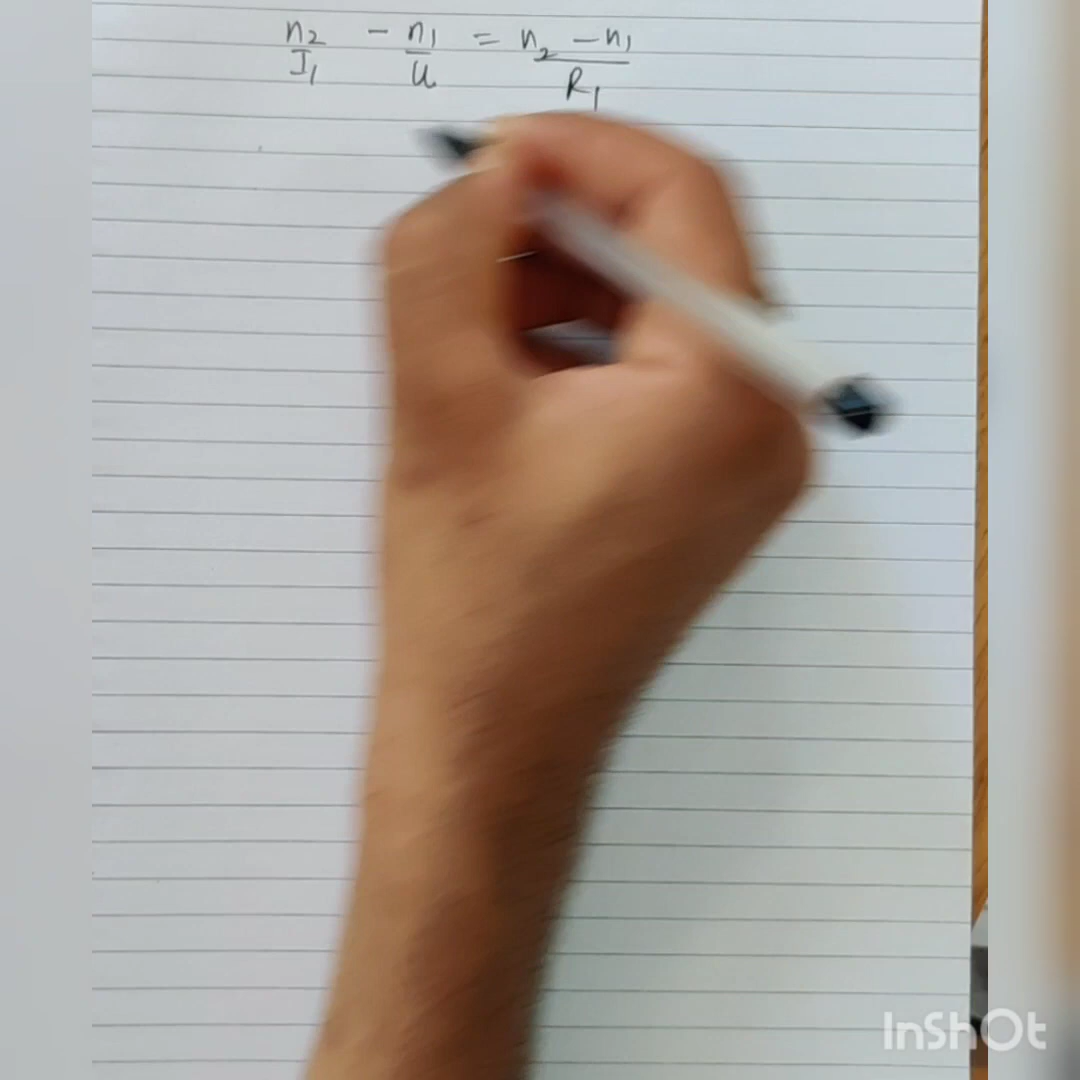 n₂/I₁ - n₁/u = n₂ - n₁/R₁
InShOt